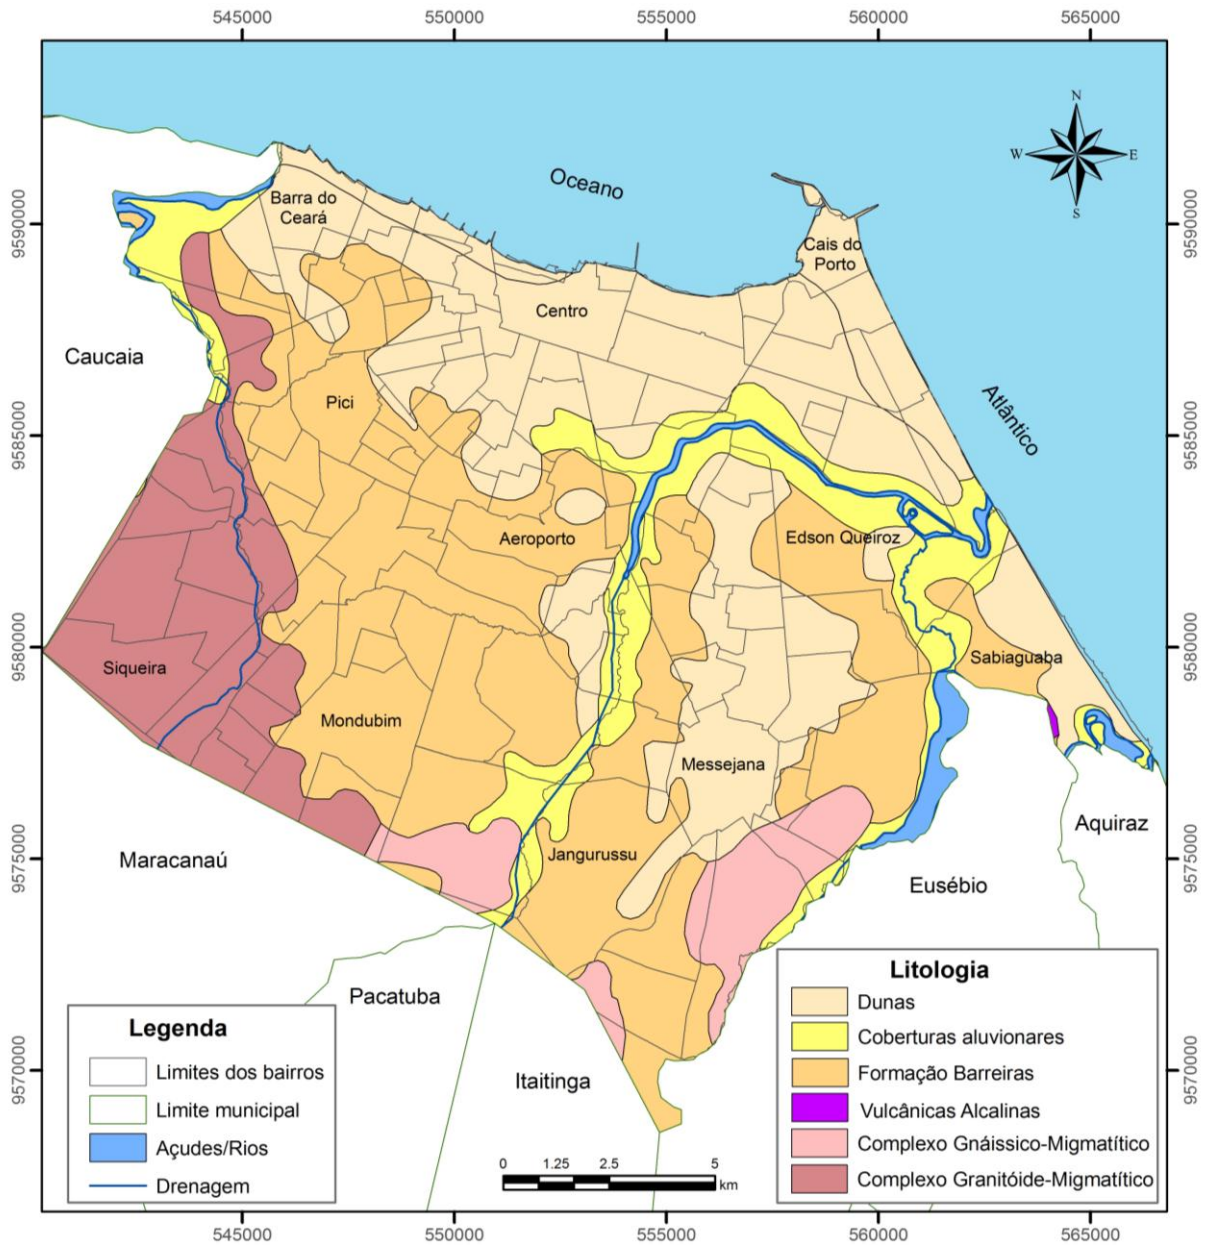 545000
550000
555000
560000
565000
N
W
E
S
Oceano
Barra do
Ceará
9590000
9590000
Cais do
Porto
Centro
Caucaia
Atlântico
Pici
9585000
9585000
Aeroporto
Edson Queiroz
9580000
9580000
Siqueira
Sabiaguaba
Mondubim
Messejana
Aquiraz
Maracanaú
Jangurussu
9575000
9575000
Eusébio
Pacatuba
Itaitinga
9570000
9570000
Legenda
Limites dos bairros
Limite municipal
Açudes/Rios
Drenagem
0 1.25 2.5 5
km
Litologia
Dunas
Coberturas aluvionares
Formação Barreiras
Vulcânicas Alcalinas
Complexo Gnáissico-Migmatítico
Complexo Granitóide-Migmatítico
545000
550000
555000
560000
565000